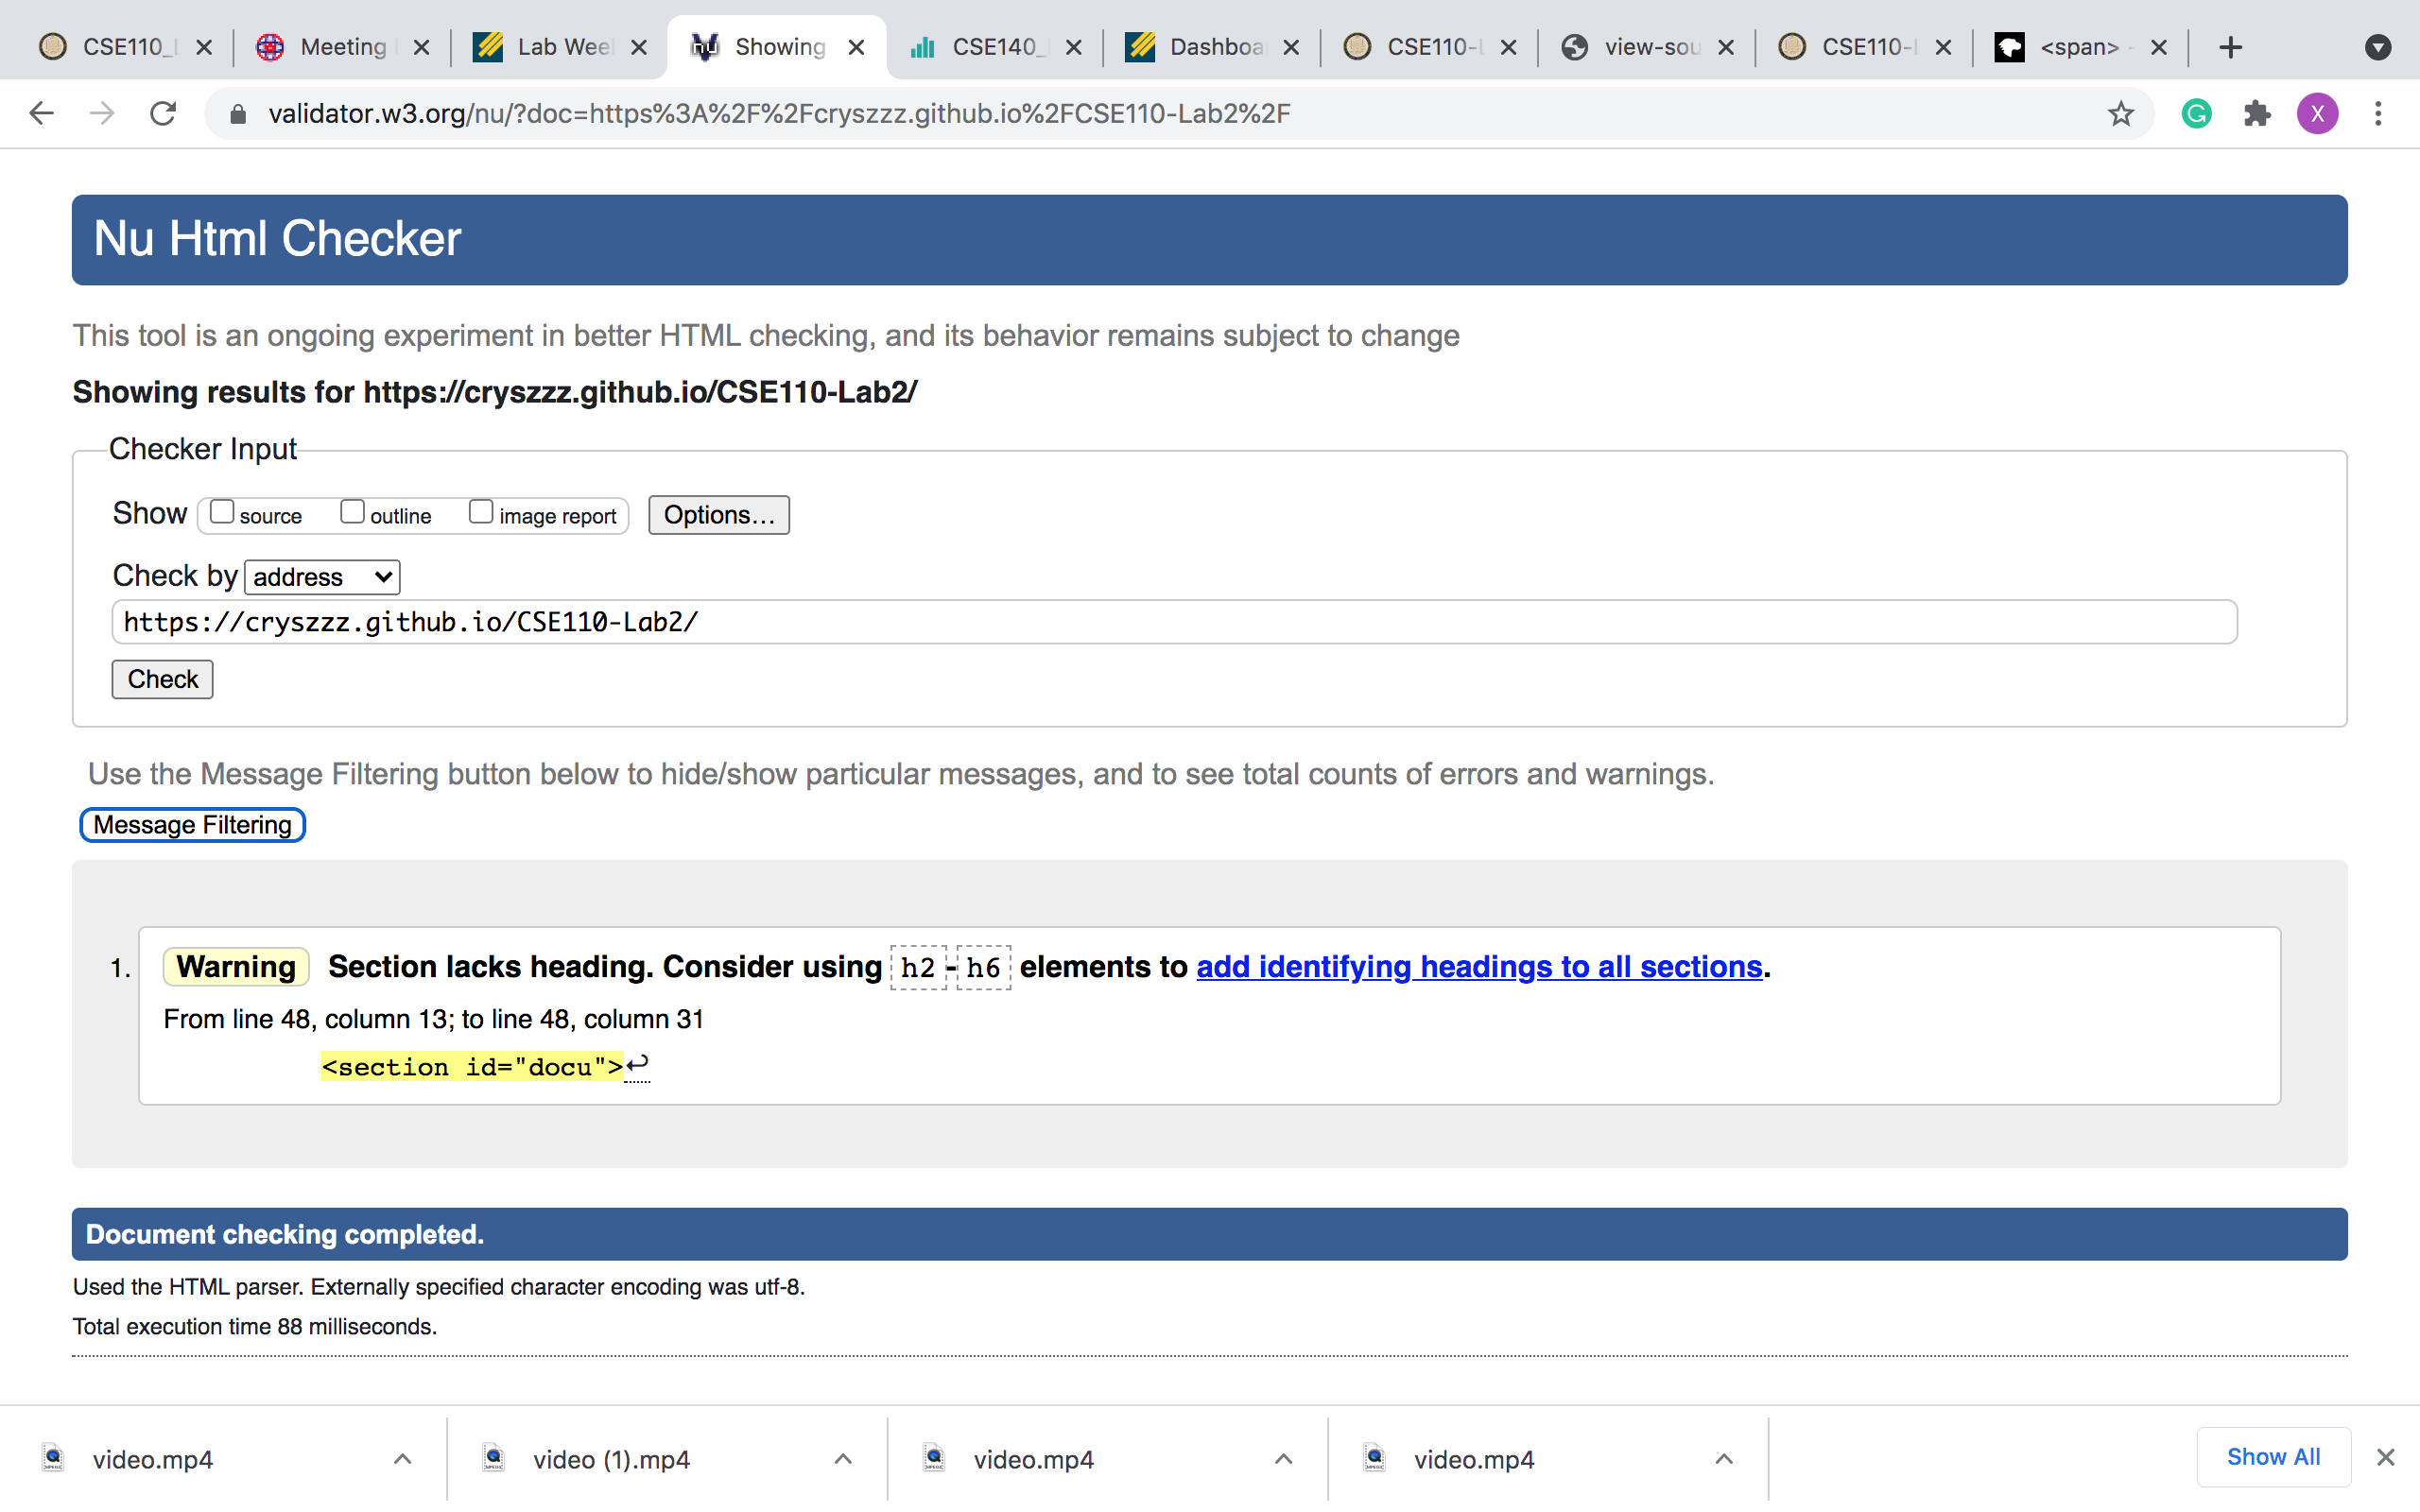 CSE110_L
Meeting
Lab Wee
Showing
CSE140_
Dashboa
CSE110-L
view-sou
CSE110-L
<span> -
validator.w3.org/nu/?doc=https%3A%2F%2Fcryszzz.github.io%2FCSE110-Lab2%2F
X
Nu Html Checker
This tool is an ongoing experiment in better HTML checking, and its behavior remains subject to change
Showing results for https://cryszzz.github.io/CSE110-Lab2/
Checker Input
Show source outline image report Options...
Check by address
https://cryszzz.github.io/CSE110-Lab2/
Check
Use the Message Filtering button below to hide/show particular messages, and to see total counts of errors and warnings.
Message Filtering
1. Warning Section lacks heading. Consider using h2-h6 elements to add identifying headings to all sections.
From line 48, column 13; to line 48, column 31
<section id="docu">↩
Document checking completed.
Used the HTML parser. Externally specified character encoding was utf-8.
Total execution time 88 milliseconds.
video.mp4
video (1).mp4
video.mp4
video.mp4
Show All